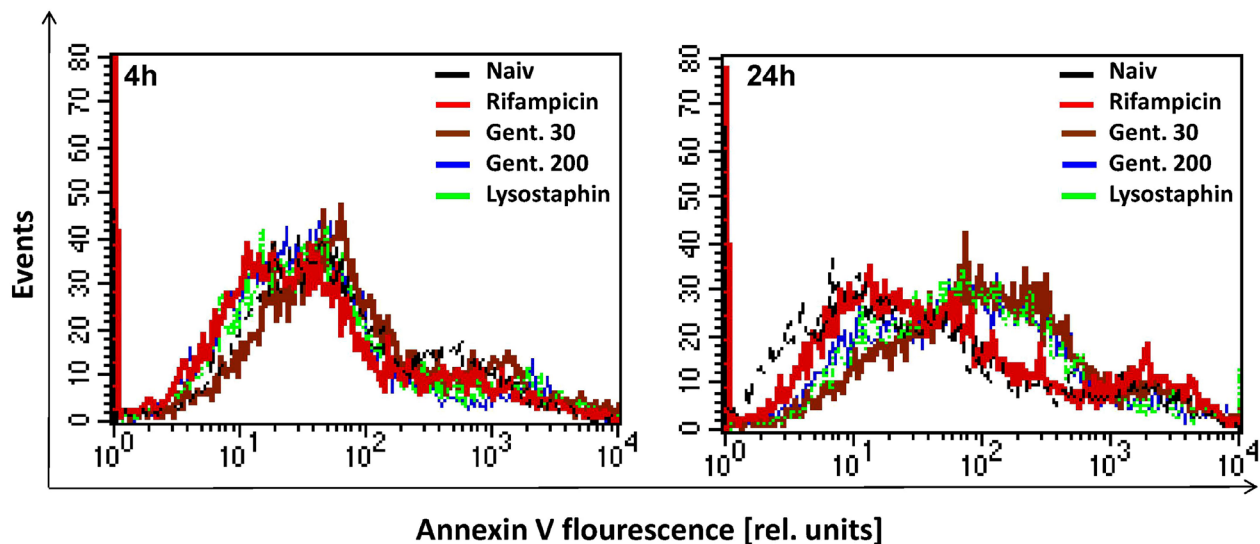 Events
4h
80
70
60
50
40
30
20
10
0
10⁰ 10¹ 10² 10³ 10⁴
Naiv
Rifampicin
Gent. 30
Gent. 200
Lysostaphin
24h
80
70
60
50
40
30
20
10
0
10⁰ 10¹ 10² 10³ 10⁴
Naiv
Rifampicin
Gent. 30
Gent. 200
Lysostaphin
Annexin V flourescence [rel. units]